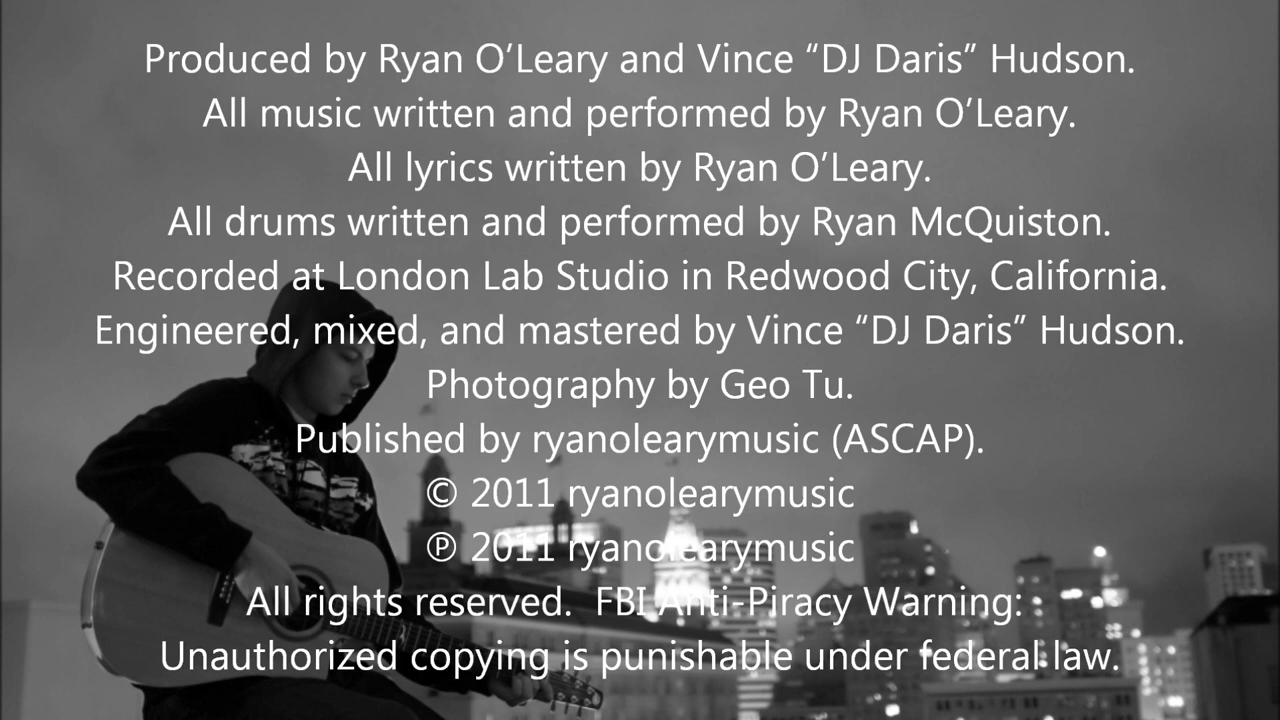 Produced by Ryan O’Leary and Vince “DJ Daris” Hudson.
All music written and performed by Ryan O’Leary.
All lyrics written by Ryan O’Leary.
All drums written and performed by Ryan McQuiston.
Recorded at London Lab Studio in Redwood City, California.
Engineered, mixed, and mastered by Vince “DJ Daris” Hudson.
Photography by Geo Tu.
Published by ryanolearymusic (ASCAP).
© 2011 ryanolearymusic
℗ 2011 ryanolearymusic
All rights reserved.  FBI Anti-Piracy Warning:
Unauthorized copying is punishable under federal law.